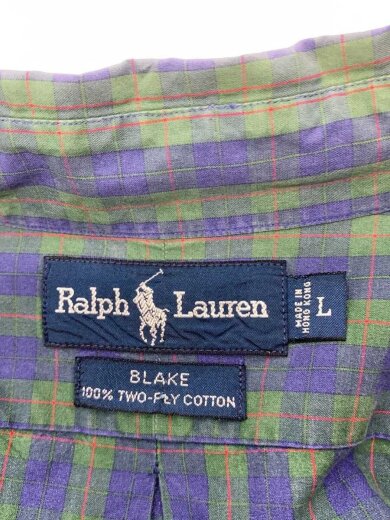 Ralph Lauren
MADE IN
HONG KONG
L
BLAKE
100% TWO-PLY COTTON